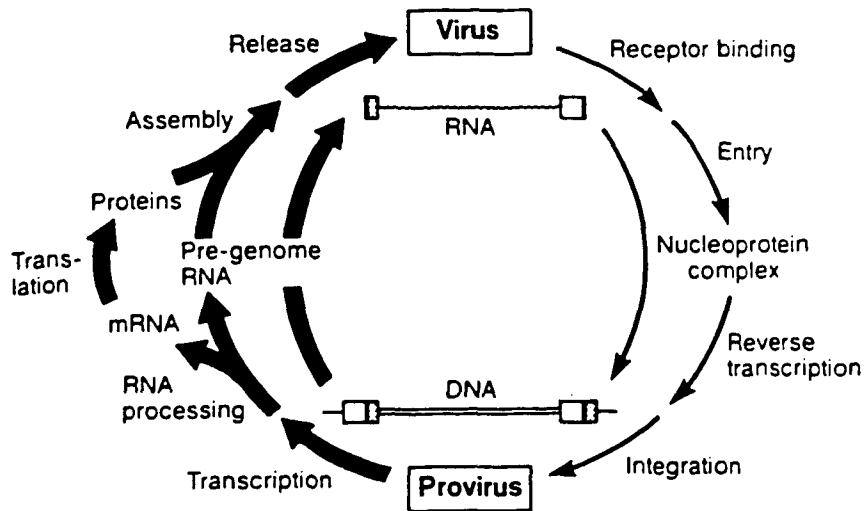 Virus
Receptor binding
Entry
Nucleoprotein
complex
Reverse
transcription
Integration
Provirus
Transcription
RNA
processing
mRNA
Trans-
lation
Proteins
Pre-genome
RNA
Assembly
Release
RNA
DNA